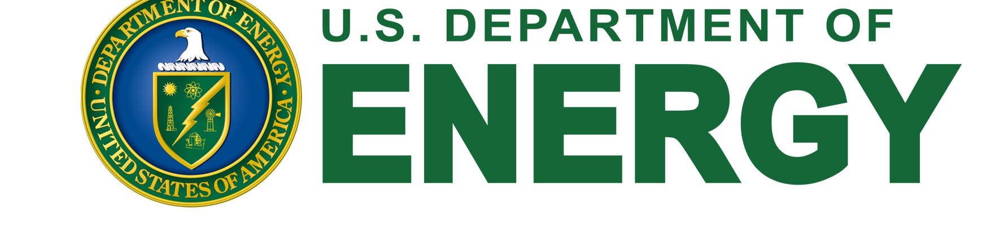 DEPARTMENT OF ENERGY
UNITED STATES OF AMERICA
U.S. DEPARTMENT OF
ENERGY